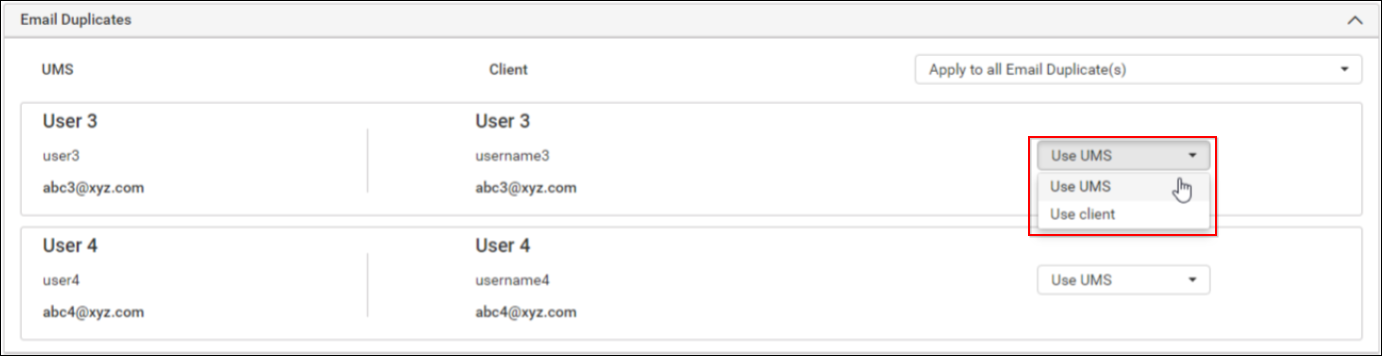 Email Duplicates
UMS
Client
Apply to all Email Duplicate(s)
User 3
user3
abc3@xyz.com
User 3
username3
abc3@xyz.com
Use UMS
Use UMS
Use client
User 4
user4
abc4@xyz.com
User 4
username4
abc4@xyz.com
Use UMS